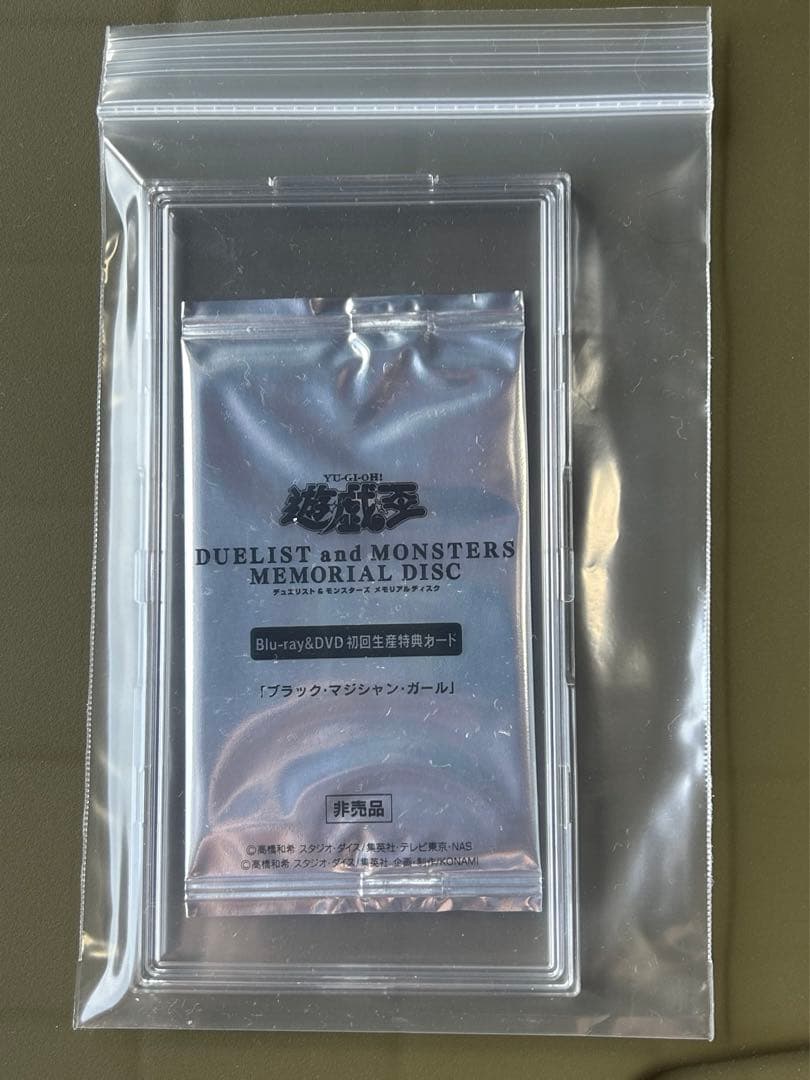 YU-GI-OH!
遊戯王
DUELIST and MONSTERS
MEMORIAL DISC
デュエリスト&モンスターズ メモリアルディスク
Blu-ray&DVD 初回生産特典カード
「ブラック・マジシャン・ガール」
非売品
©高橋和希 スタジオ・ダイス/集英社・テレビ東京・NAS
©高橋和希 スタジオ・ダイス/集英社 企画・制作/KONAMI